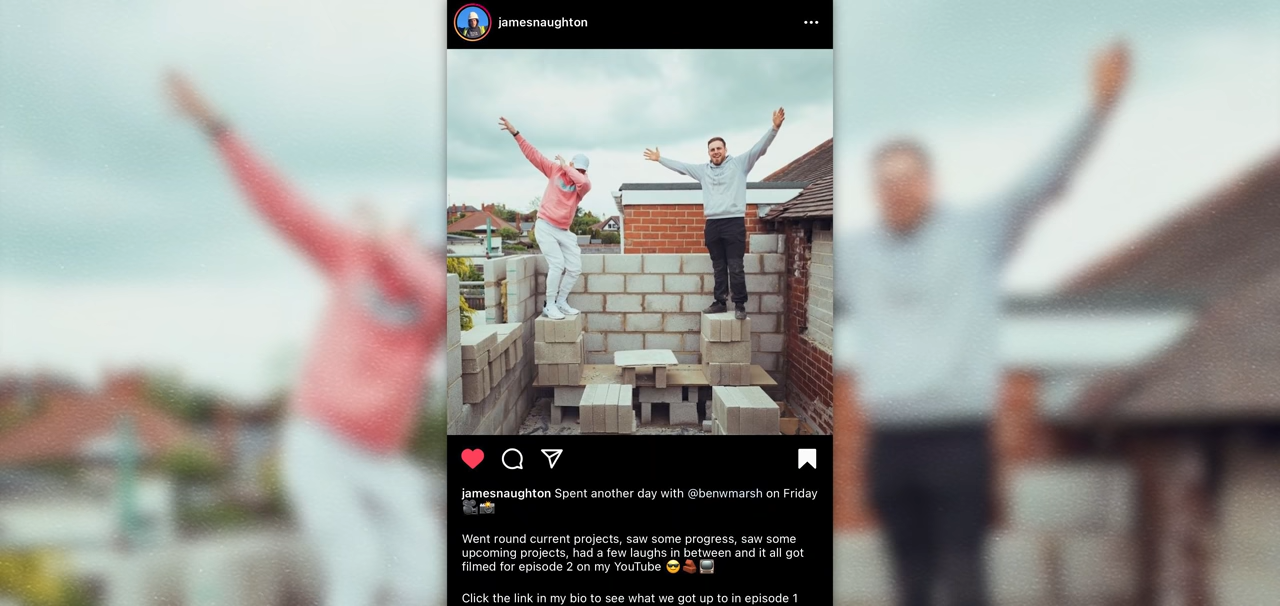 jamesnaughton
jamesnaughton Spent another day with @benwmarsh on Friday
🎥📸
Went round current projects, saw some progress, saw some
upcoming projects, had a few laughs in between and it all got
filmed for episode 2 on my YouTube 😎🧱📺
Click the link in my bio to see what we got up to in episode 1